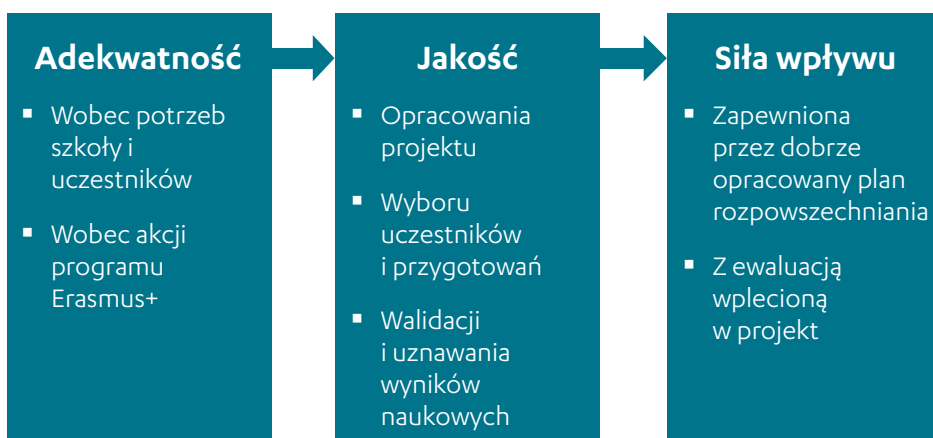 Adekwatność
▪ Wobec potrzeb
szkoły i
uczestników
▪ Wobec akcji
programu
Erasmus+
Jakość
▪ Opracowania
projektu
▪ Wyboru
uczestników
i przygotowań
▪ Walidacji
i uznawania
wyników
naukowych
Siła wpływu
▪ Zapewniona
przez dobrze
opracowany plan
rozpowszechniania
▪ Z ewaluacją
wplecioną
w projekt